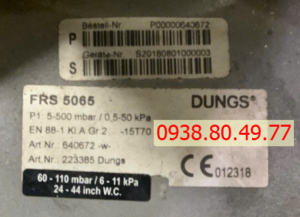 Bestell-Nr. P00000640672
P
Geräte-Nr. S20180801000003
S
FRS 5065 DUNGS®
P1: 5-500 mbar / 0,5-50 kPa
EN 88-1 Kl.A Gr 2 -15T70
Art.Nr. 640672 -w-
Art.Nr. 223385 Dungs
0938.80.49.77
CE 012318
60 - 110 mbar / 6 - 11 kPa
24 - 44 inch W.C.